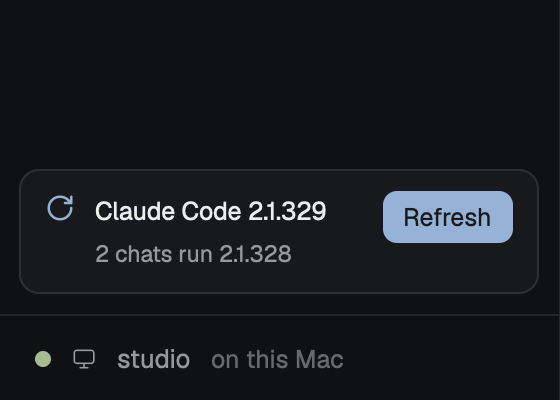 Claude Code 2.1.329
Refresh
2 chats run 2.1.328
studio on this Mac